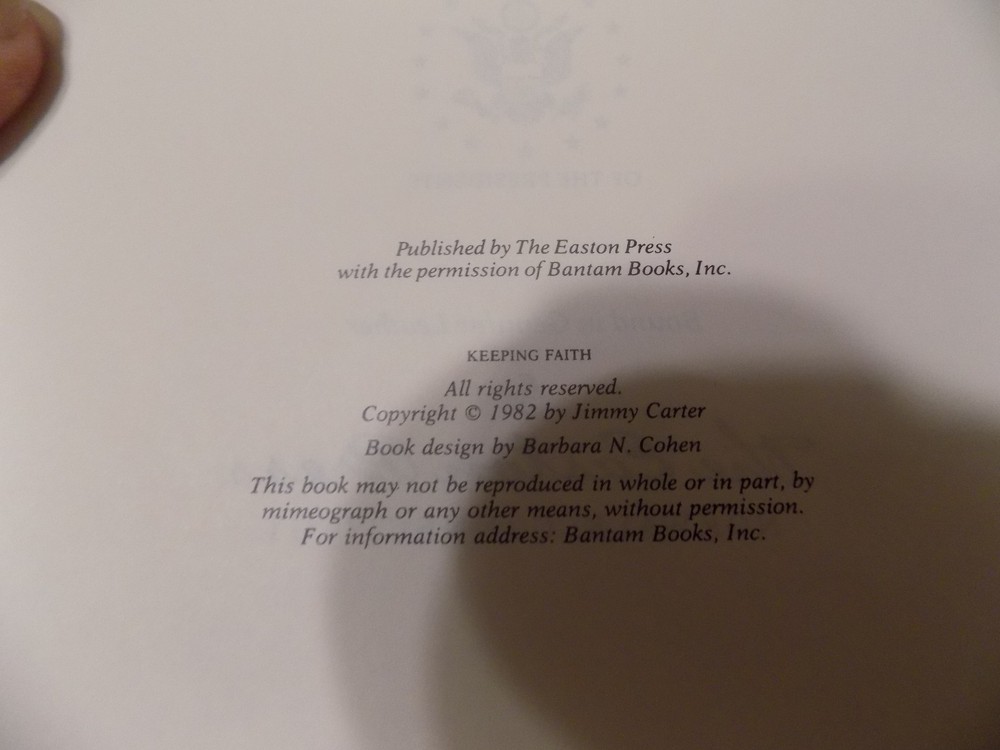 Published by The Easton Press
with the permission of Bantam Books, Inc.
KEEPING FAITH
All rights reserved.
Copyright © 1982 by Jimmy Carter
Book design by Barbara N. Cohen
This book may not be reproduced in whole or in part, by
mimeograph or any other means, without permission.
For information address: Bantam Books, Inc.